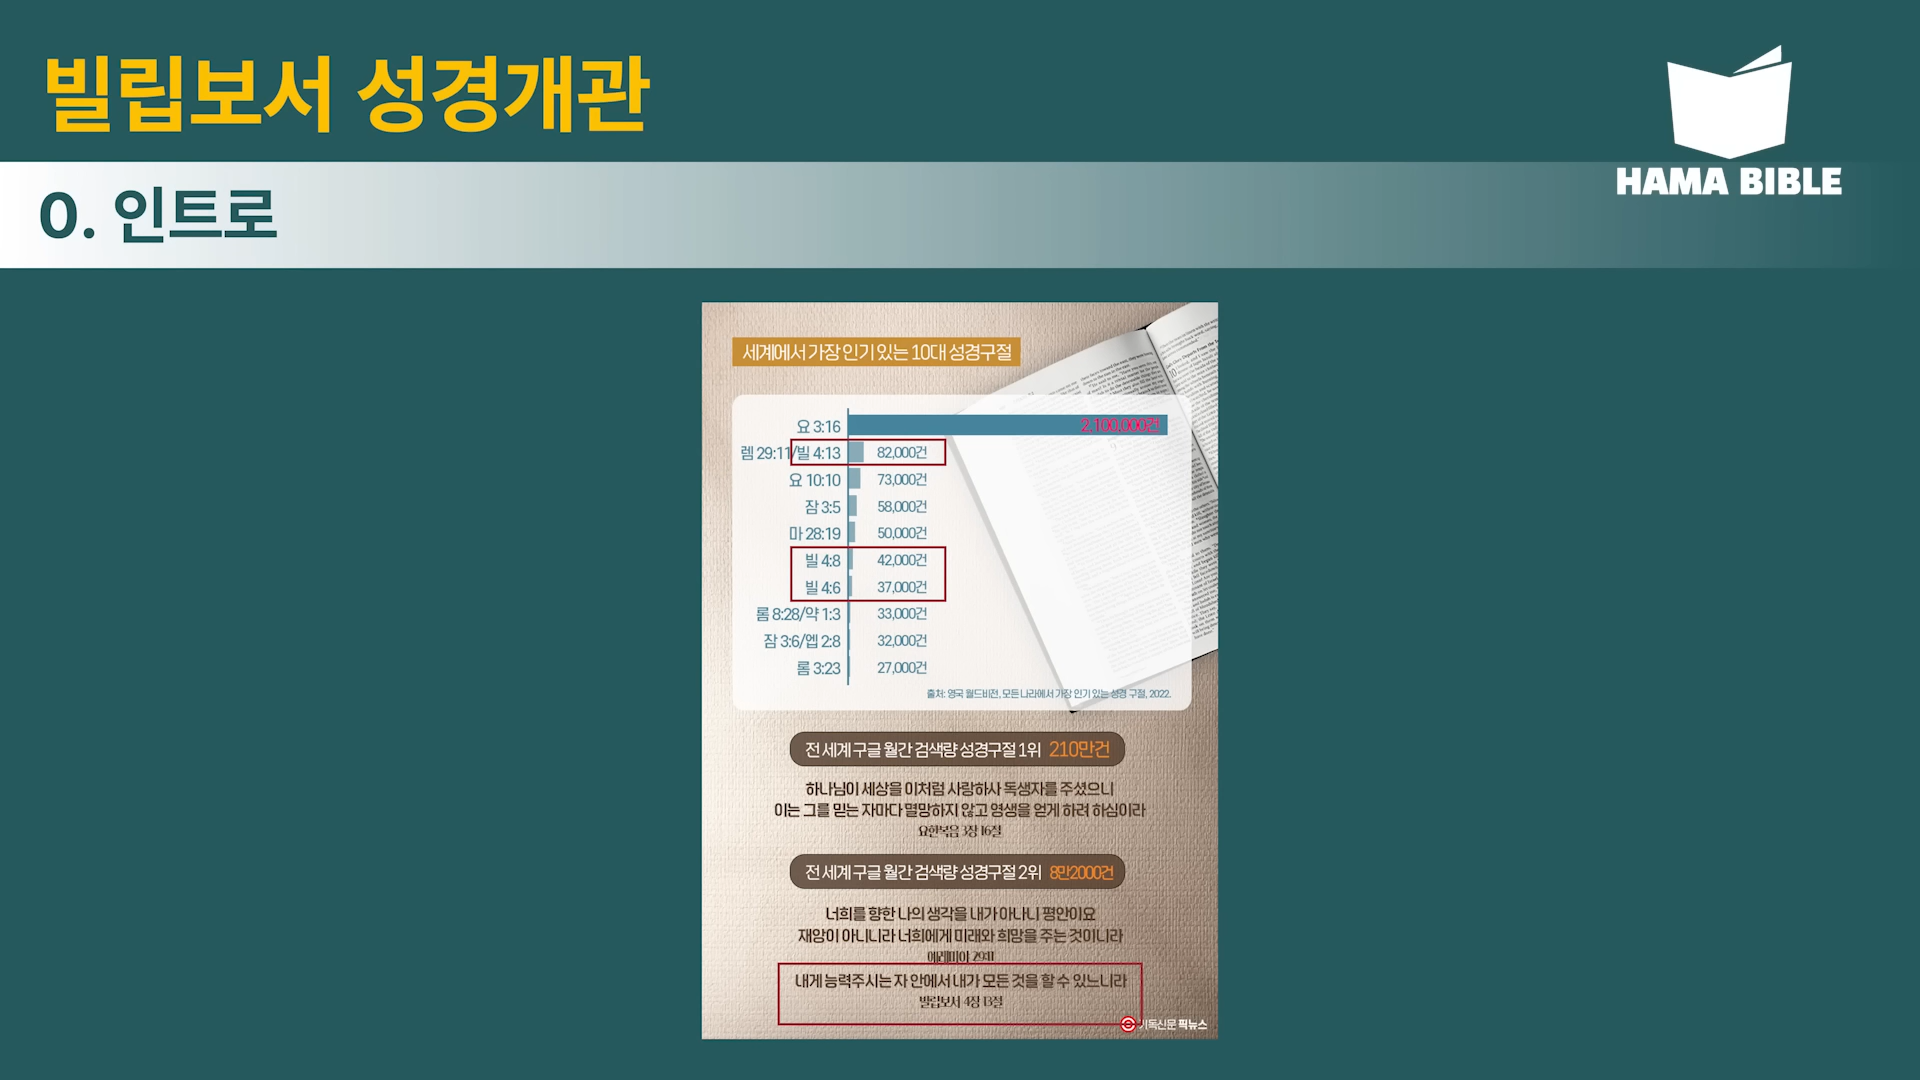 빌립보서 성경개관
HAMA BIBLE
0. 인트로
세계에서 가장 인기 있는 10대 성경구절
요 3:16 2,100,000건
렘 29:11/빌 4:13 82,000건
요 10:10 73,000건
잠 3:5 58,000건
마 28:19 50,000건
빌 4:8 42,000건
빌 4:6 37,000건
롬 8:28/약 1:3 33,000건
잠 3:6/엡 2:8 32,000건
롬 3:23 27,000건
출처: 영국 월드비전, 모든 나라에서 가장 인기 있는 성경 구절, 2022.
전 세계 구글 월간 검색량 성경구절 1위 210만건
하나님이 세상을 이처럼 사랑하사 독생자를 주셨으니
이는 그를 믿는 자마다 멸망하지 않고 영생을 얻게 하려 하심이라
요한복음 3장 16절
전 세계 구글 월간 검색량 성경구절 2위 8만2000건
너희를 향한 나의 생각을 내가 아나니 평안이요
재앙이 아니니라 너희에게 미래와 희망을 주는 것이니라
예레미야 29:11
내게 능력주시는 자 안에서 내가 모든 것을 할 수 있느니라
빌립보서 4장 13절
기독신문 픽뉴스